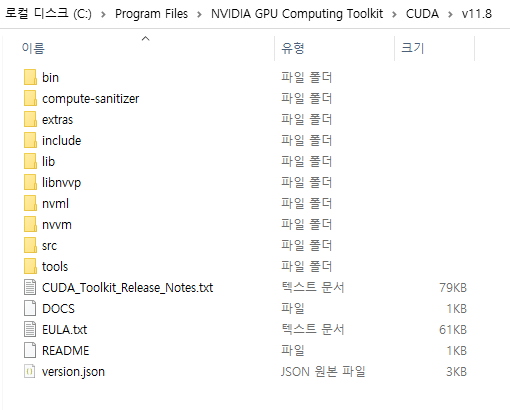 로컬 디스크 (C:) > Program Files > NVIDIA GPU Computing Toolkit > CUDA > v11.8
이름 유형 크기
bin 파일 폴더
compute-sanitizer 파일 폴더
extras 파일 폴더
include 파일 폴더
lib 파일 폴더
libnvvp 파일 폴더
nvml 파일 폴더
nvvm 파일 폴더
src 파일 폴더
tools 파일 폴더
CUDA_Toolkit_Release_Notes.txt 텍스트 문서 79KB
DOCS 파일 1KB
EULA.txt 텍스트 문서 61KB
README 파일 1KB
version.json JSON 원본 파일 3KB